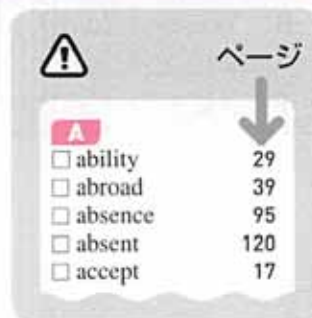 ページ
A
ability 29
abroad 39
absence 95
absent 120
accept 17